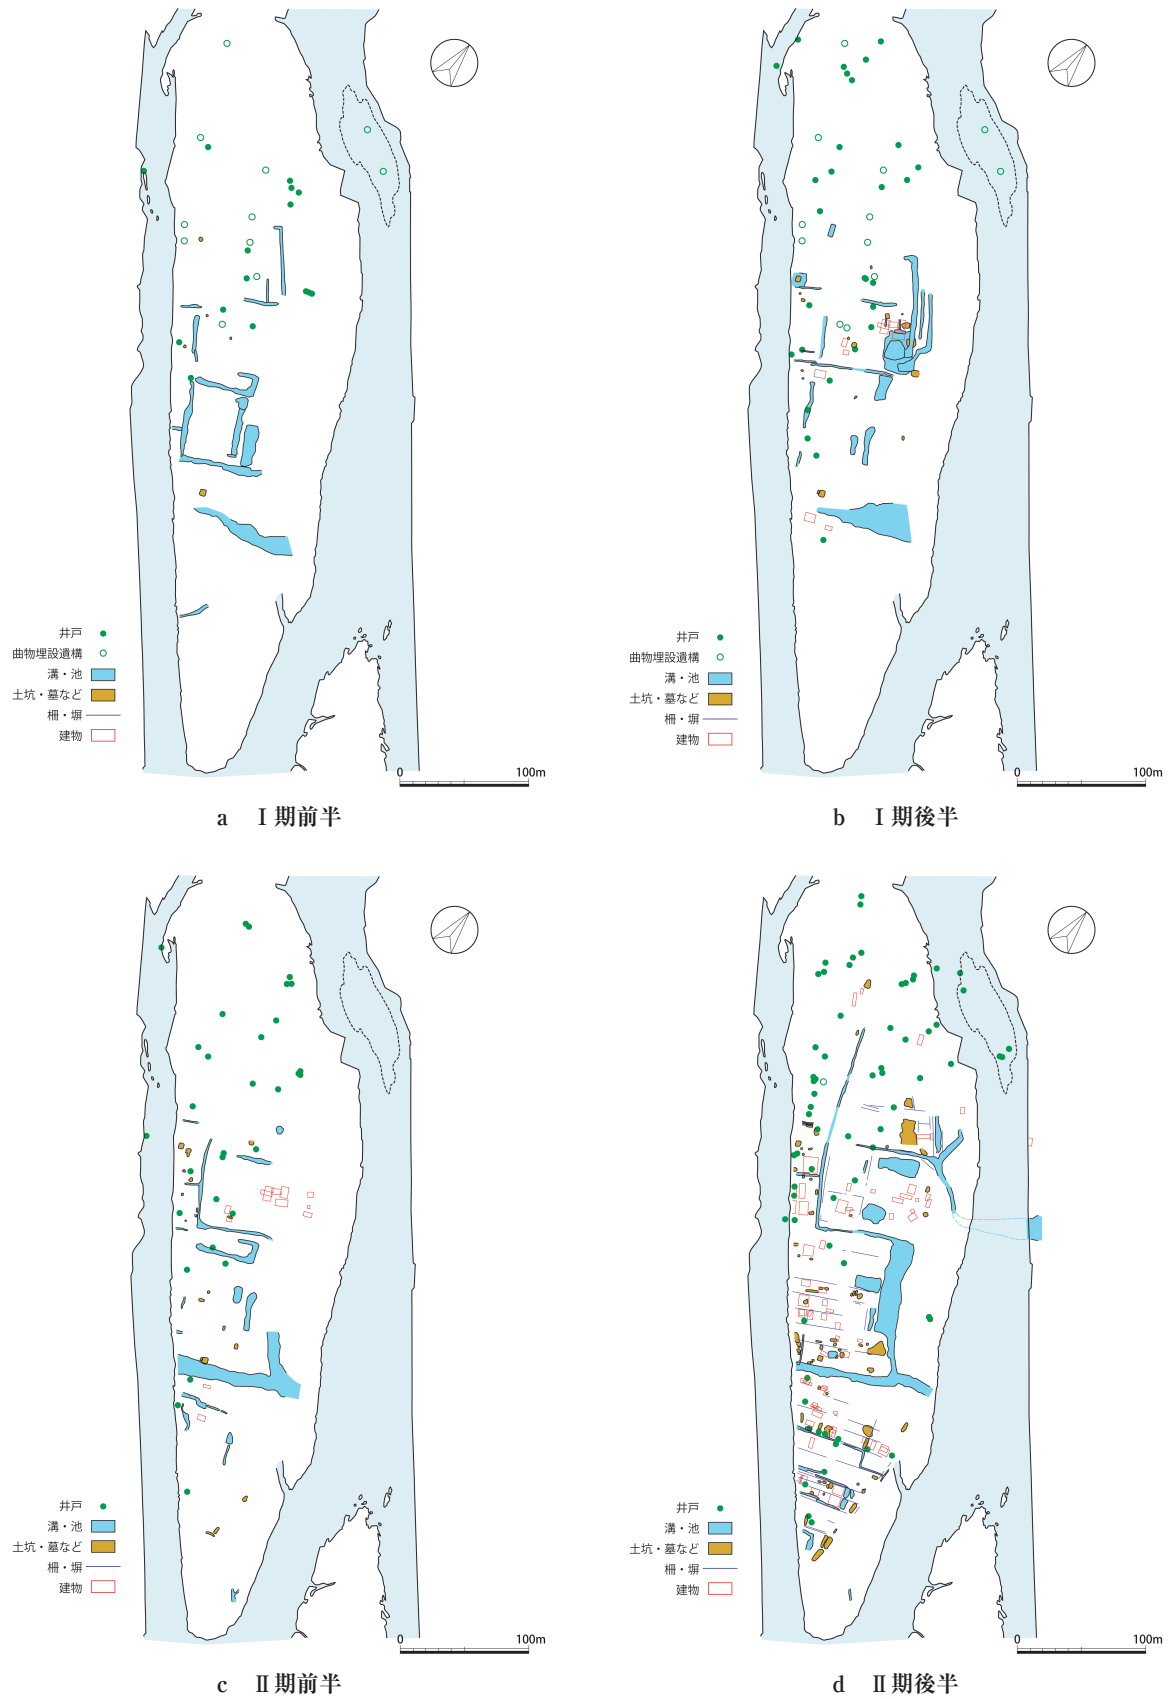 井戸
曲物埋設遺構
溝・池
土坑・墓など
柵・塀
建物
0 100m
a Ⅰ期前半
井戸
曲物埋設遺構
溝・池
土坑・墓など
柵・塀
建物
0 100m
b Ⅰ期後半
井戸
溝・池
土坑・墓など
柵・塀
建物
0 100m
c Ⅱ期前半
井戸
溝・池
土坑・墓など
柵・塀
建物
0 100m
d Ⅱ期後半